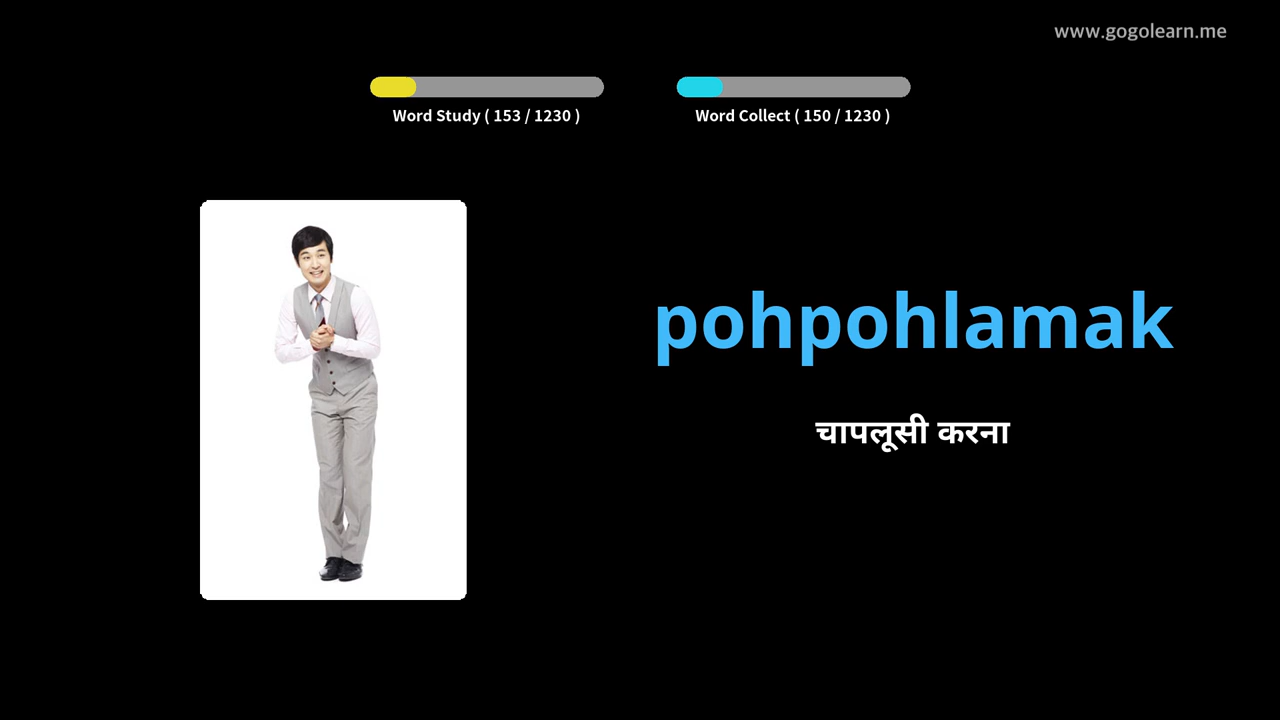 www.gogolearn.me
Word Study ( 153 / 1230 )
Word Collect ( 150 / 1230 )
pohpohlamak
चापलूसी करना